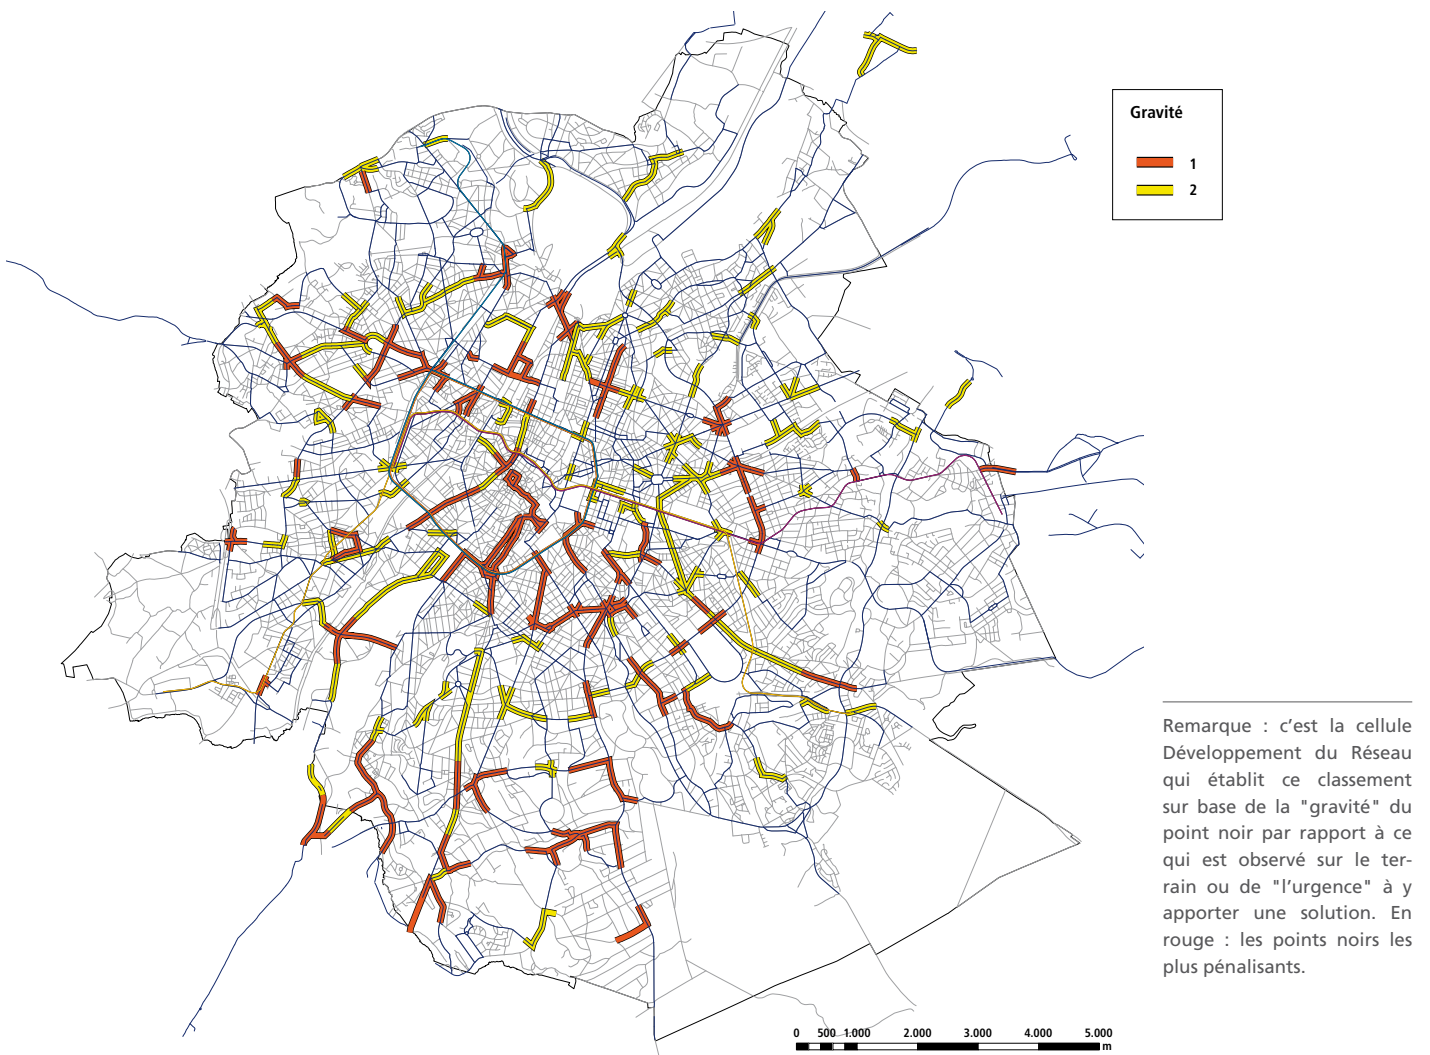 Gravité
1
2
Remarque : c’est la cellule
Développement du Réseau
qui établit ce classement
sur base de la "gravité" du
point noir par rapport à ce
qui est observé sur le ter-
rain ou de "l’urgence" à y
apporter une solution. En
rouge : les points noirs les
plus pénalisants.
0 500 1.000 2.000 3.000 4.000 5.000
m